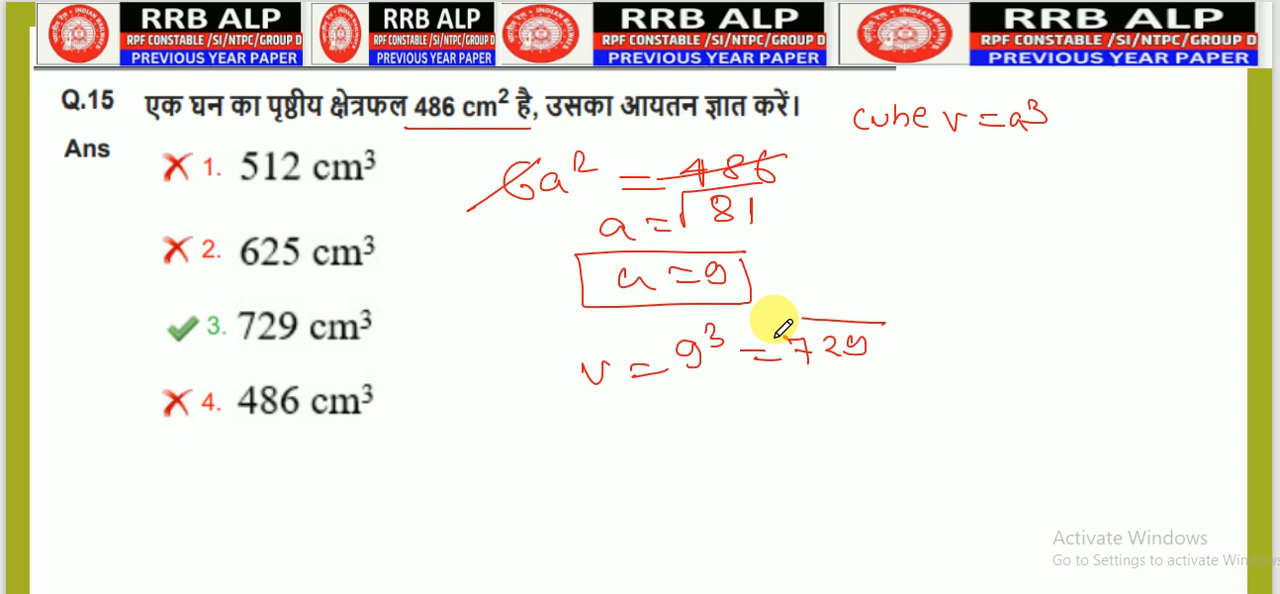 RRB ALP RRB ALP RRB ALP RRB ALP
RPF CONSTABLE /SI/NTPC/GROUP D RPF CONSTABLE /SI/NTPC/GROUP D RPF CONSTABLE /SI/NTPC/GROUP D RPF CONSTABLE /SI/NTPC/GROUP D
PREVIOUS YEAR PAPER PREVIOUS YEAR PAPER PREVIOUS YEAR PAPER PREVIOUS YEAR PAPER
Q.15 एक घन का पृष्ठीय क्षेत्रफल 486 cm² है, उसका आयतन ज्ञात करें।
cube v = a³
Ans
1. 512 cm³
6a² = 486
a = √81
2. 625 cm³
a = 9
3. 729 cm³
v = 9³ = 729
4. 486 cm³
Activate Windows
Go to Settings to activate Windows